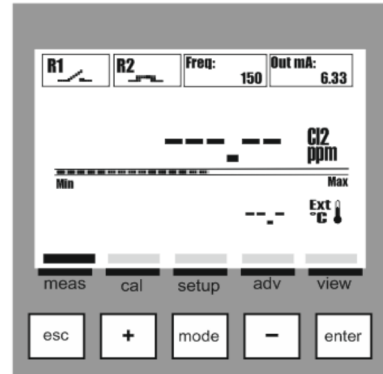 R1 R2 Freq: 150 Out mA: 6.33
---.-- Cl2 ppm
Min Max
--.- Ext °C
meas cal setup adv view
esc + mode - enter